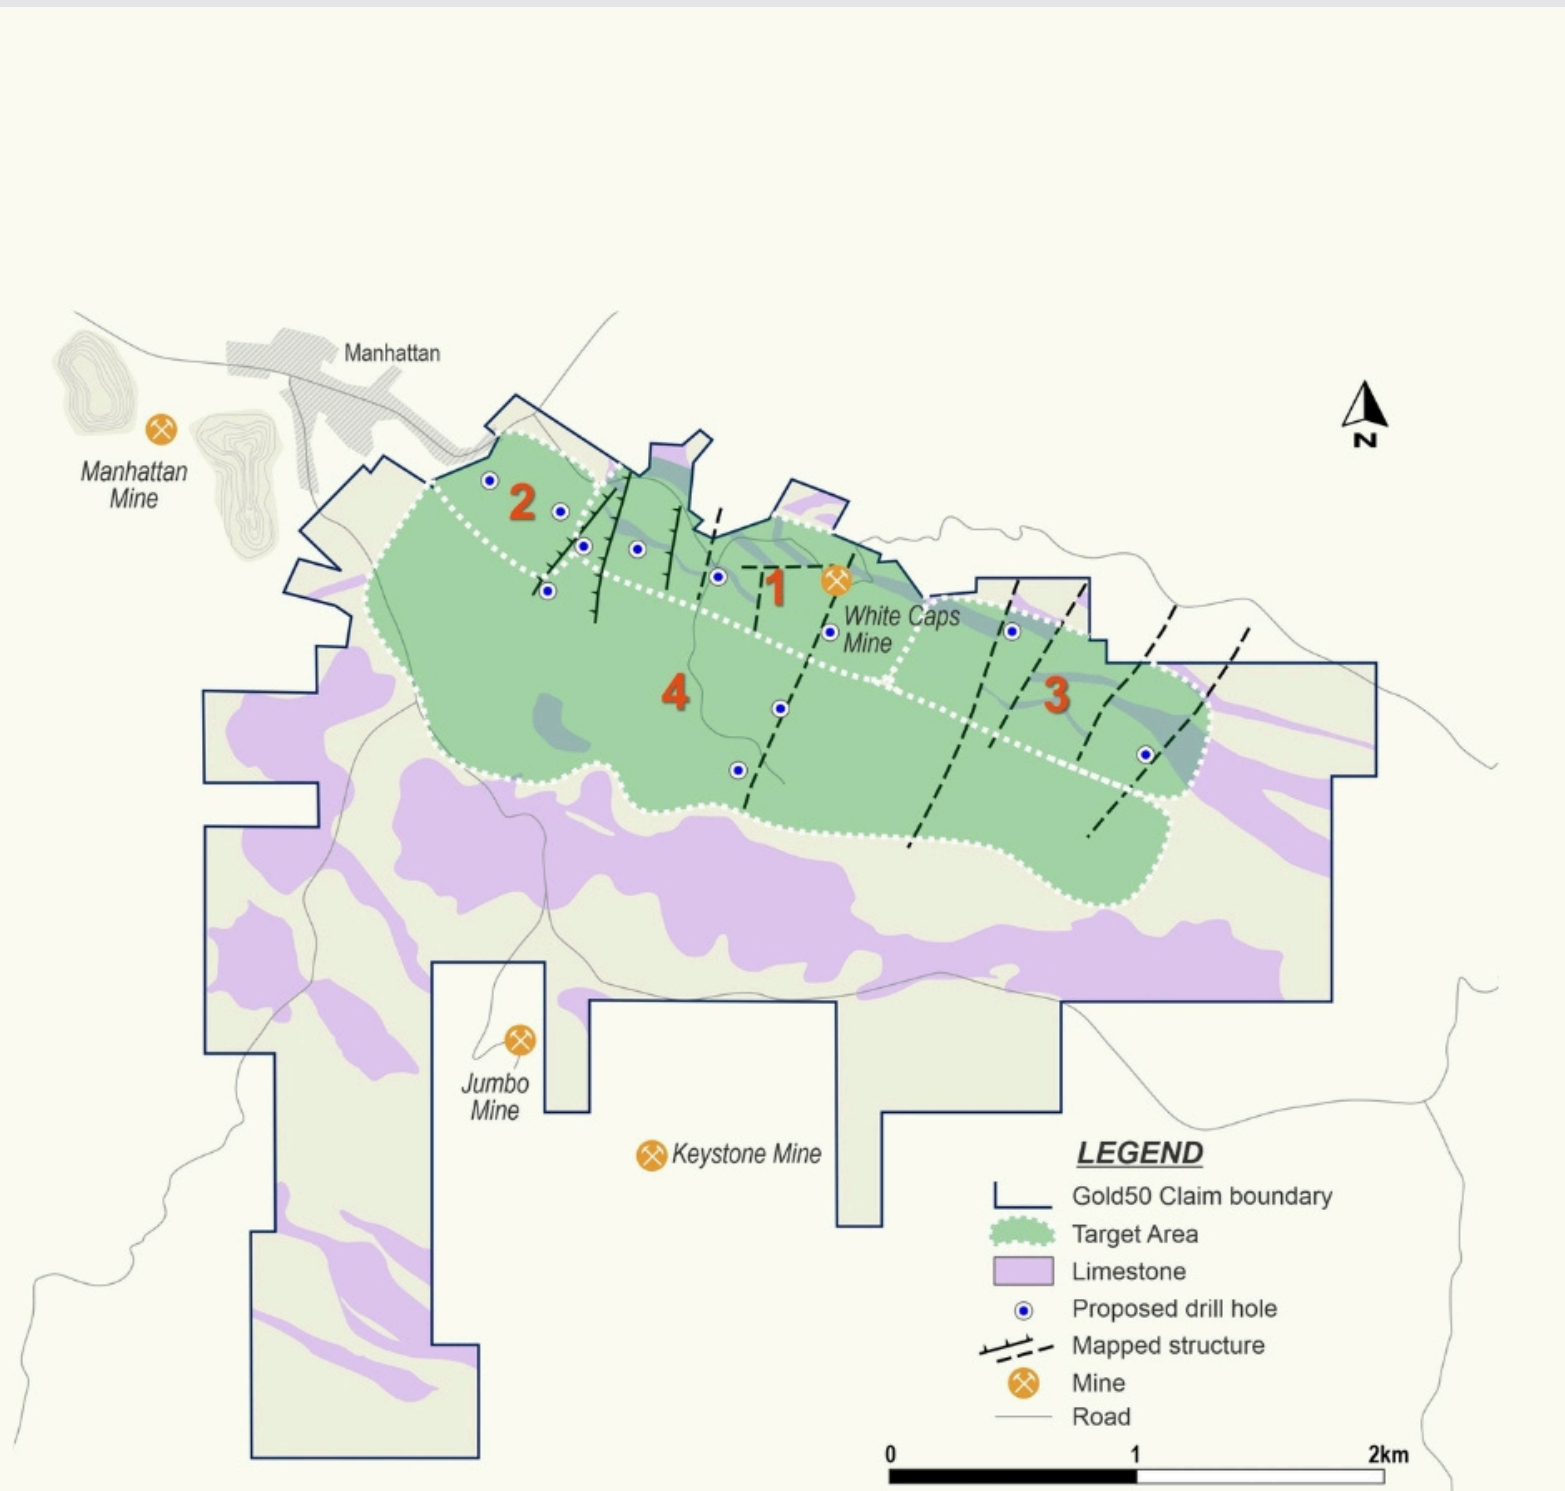 Manhattan
Manhattan
Mine
N
2
1
White Caps
Mine
4
3
Jumbo
Mine
Keystone Mine
LEGEND
Gold50 Claim boundary
Target Area
Limestone
Proposed drill hole
Mapped structure
Mine
Road
0 1 2km